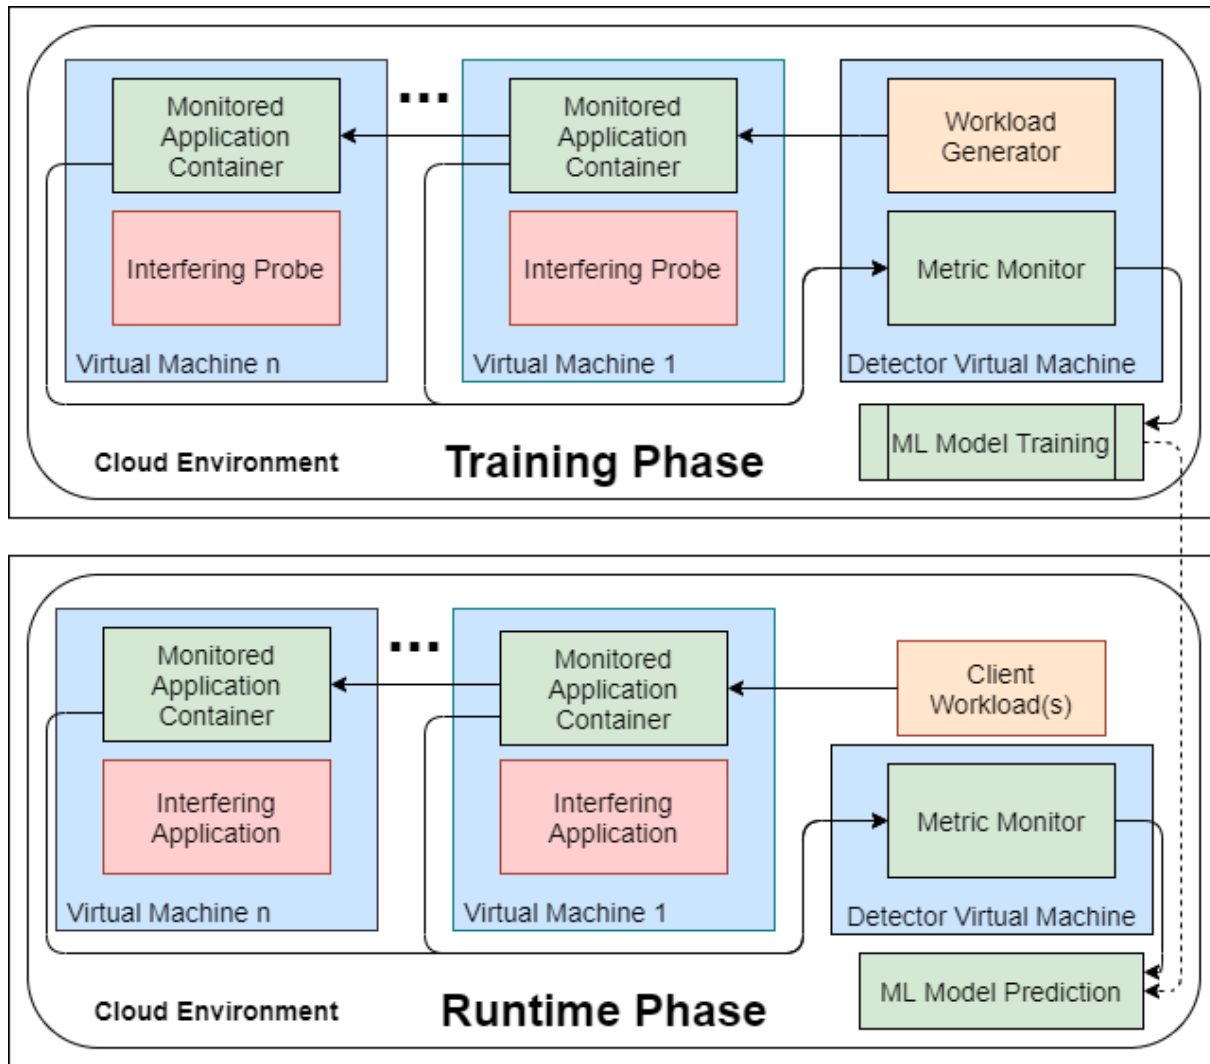 Monitored
Application
Container
Interfering Probe
Virtual Machine n
...
Monitored
Application
Container
Interfering Probe
Virtual Machine 1
Workload
Generator
Metric Monitor
Detector Virtual Machine
ML Model Training
Cloud Environment
Training Phase
Monitored
Application
Container
Interfering
Application
Virtual Machine n
...
Monitored
Application
Container
Interfering
Application
Virtual Machine 1
Client
Workload(s)
Metric Monitor
Detector Virtual Machine
ML Model Prediction
Cloud Environment
Runtime Phase